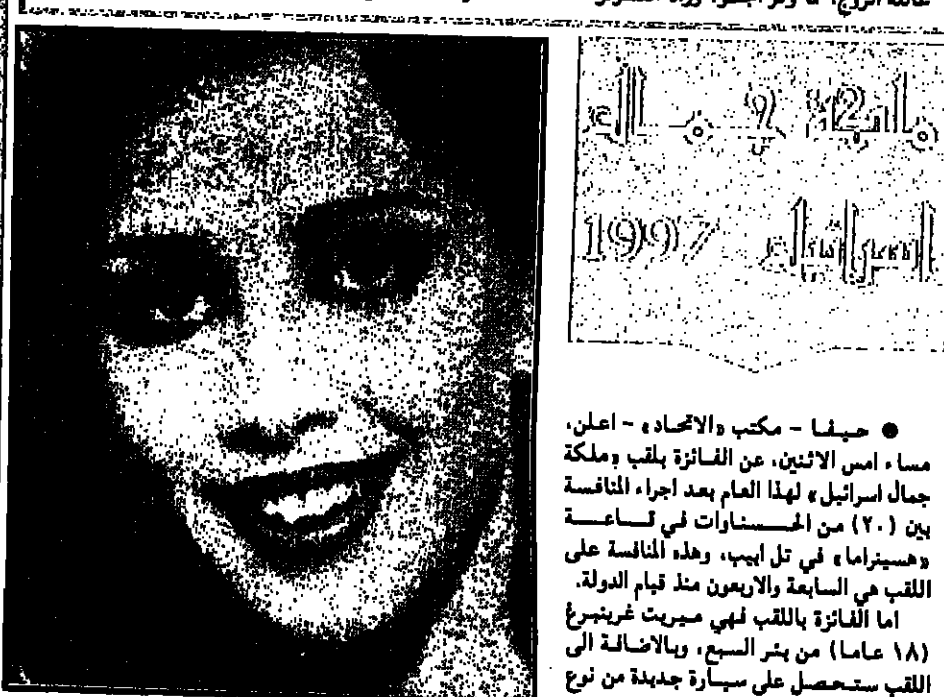 ملكة جمال
اسرائيل 1997
● حيفا - مكتب «الاتحاد» - اعلن،
مساء امس الاثنين، عن الفائزة بلقب «ملكة
جمال اسرائيل» لهذا العام بعد اجراء المنافسة
بين (٢٠) من الحسناوات في قاعة
«هسينراما» في تل ابيب، وهذه المنافسة على
اللقب هي السابعة والاربعون منذ قيام الدولة.
اما الفائزة باللقب فهي ميريت غرينبرغ
(١٨ عاما) من بئر السبع، وبالاضافة الى
اللقب ستحصل على سيارة جديدة من نوع